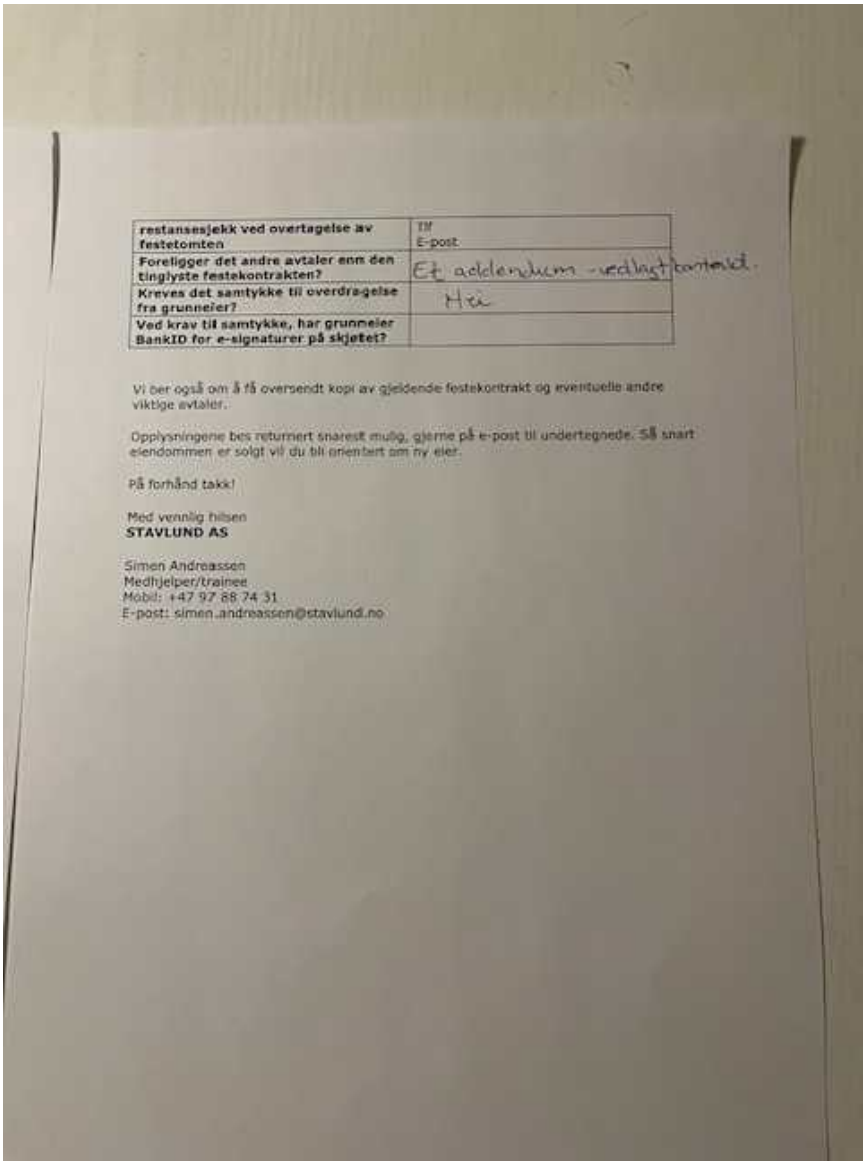 restansesjekk ved overtagelse av
festetomten
Tlf
E-post
Foreligger det andre avtaler enn den
tinglyste festekontrakten?
Et addendum - vedlagt kontrakt.
Kreves det samtykke til overdragelse
fra grunneier?
Nei
Ved krav til samtykke, har grunneier
BankID for e-signaturer på skjøtet?
Vi ber også om å få oversendt kopi av gjeldende festekontrakt og eventuelle andre
viktige avtaler.
Opplysningene bes returnert snarest mulig, gjerne på e-post til undertegnede. Så snart
eiendommen er solgt vil du bli orientert om ny eier.
På forhånd takk!
Med vennlig hilsen
STAVLUND AS
Simen Andreassen
Medhjelper/trainee
Mobil: +47 97 88 74 31
E-post: simen.andreassen@stavlund.no